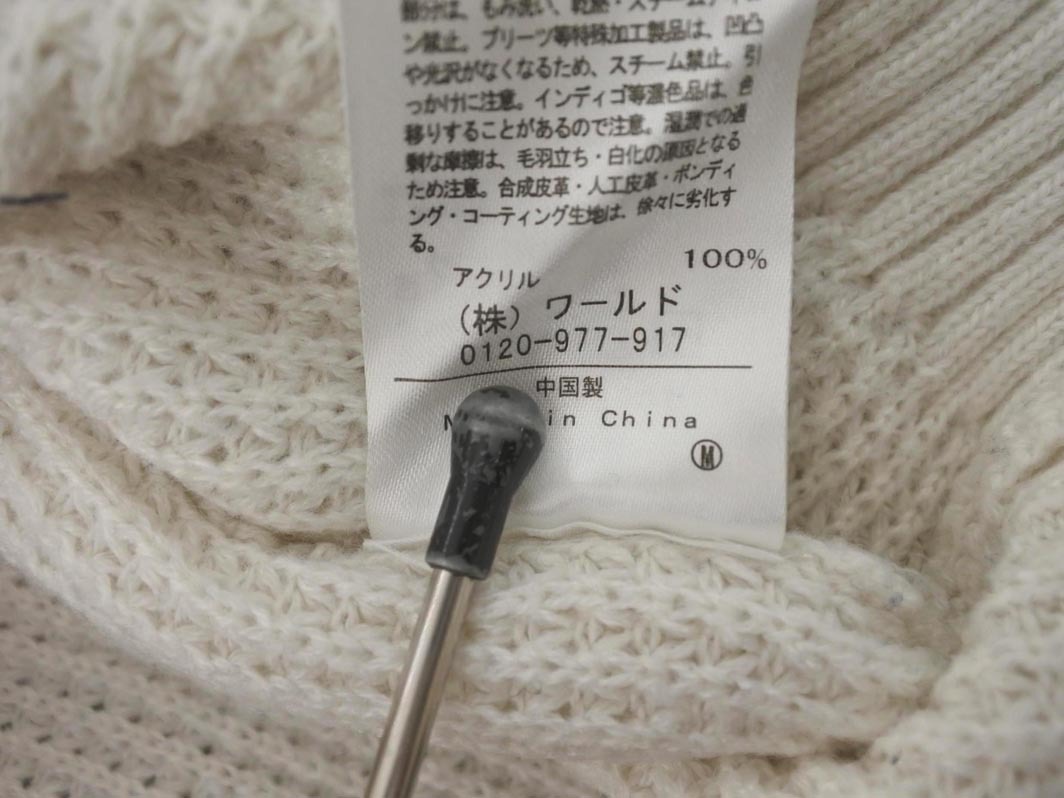 部分は、もみ洗い、乾燥・スチームアイロ
ン禁止。プリーツ等特殊加工製品は、凹凸
や光沢がなくなるため、スチーム禁止。引
っかけに注意。インディゴ等濃色品は、色
移りすることがあるので注意。湿潤での過
剰な摩擦は、毛羽立ち・白化の原因となる
ため注意。合成皮革・人工皮革・ボンディ
ング・コーティング生地は、徐々に劣化す
る。
アクリル 100%
(株) ワールド
0120-977-917
中国製
in China
M